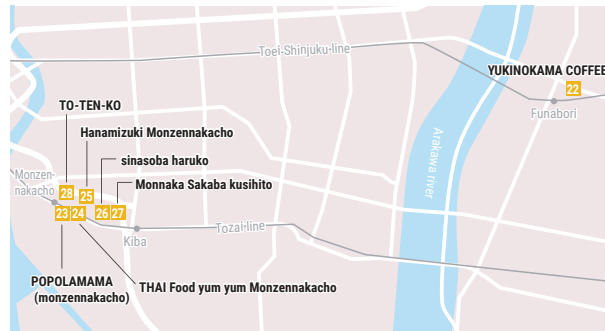 Toei-Shinjuku-line
YUKINOKAMA COFFEE
22
Funabori
TO-TEN-KO
Hanamizuki Monzennakacho
sinasoba haruko
Monnaka Sakaba kusihito
Arakawa river
Monzen-
nakacho
28
25
23
24
26
27
Tozai-line
Kiba
POPOLAMAMA
(monzennakacho)
THAI Food yum yum Monzennakacho